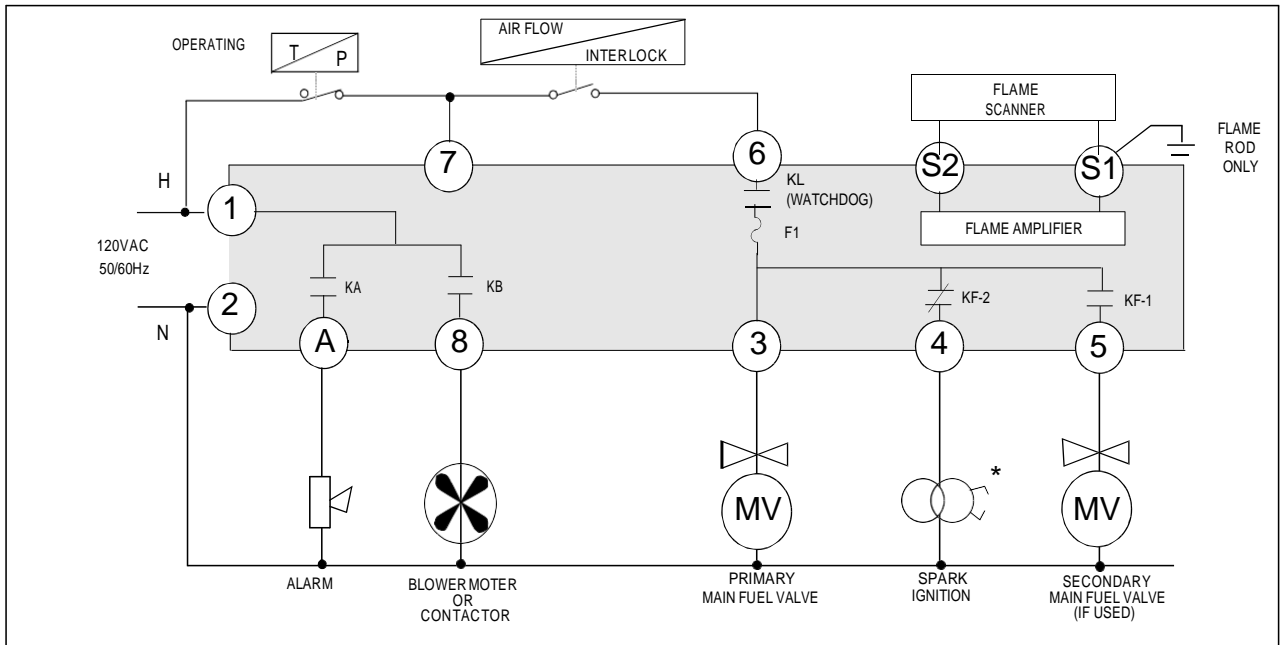 OPERATING
T P
AIR FLOW
INTERLOCK
FLAME
SCANNER
FLAME
ROD
ONLY
7
6
S2
S1
H
1
KL
(WATCHDOG)
F1
FLAME AMPLIFIER
120VAC
50/60Hz
2
N
KA
KB
KF-2
KF-1
A
8
3
4
5
*
MV
MV
ALARM
BLOWER MOTER
OR
CONTACTOR
PRIMARY
MAIN FUEL VALVE
SPARK
IGNITION
SECONDARY
MAIN FUEL VALVE
(IF USED)